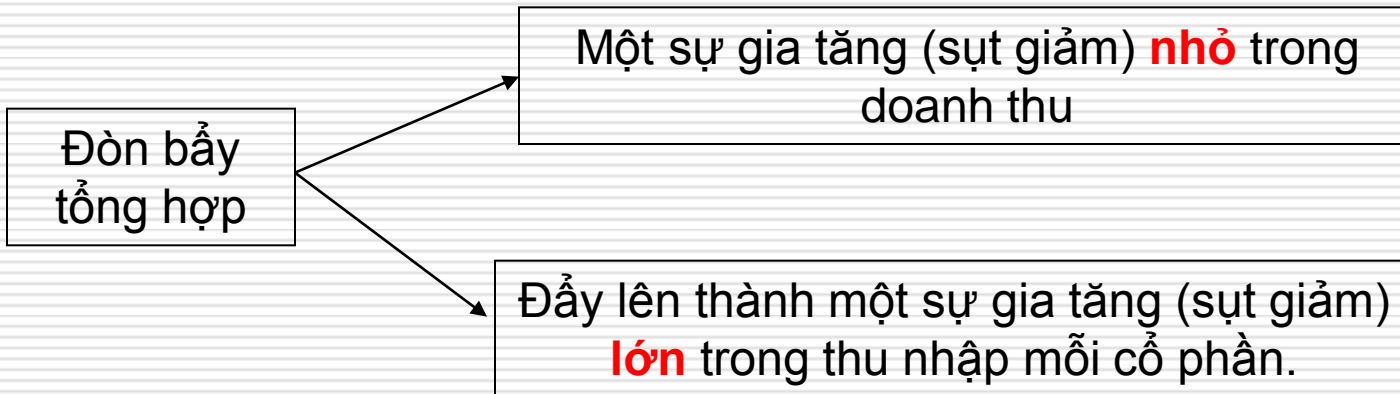 Một sự gia tăng (sụt giảm) nhỏ trong
doanh thu
Đòn bẩy
tổng hợp
Đẩy lên thành một sự gia tăng (sụt giảm)
lớn trong thu nhập mỗi cổ phần.